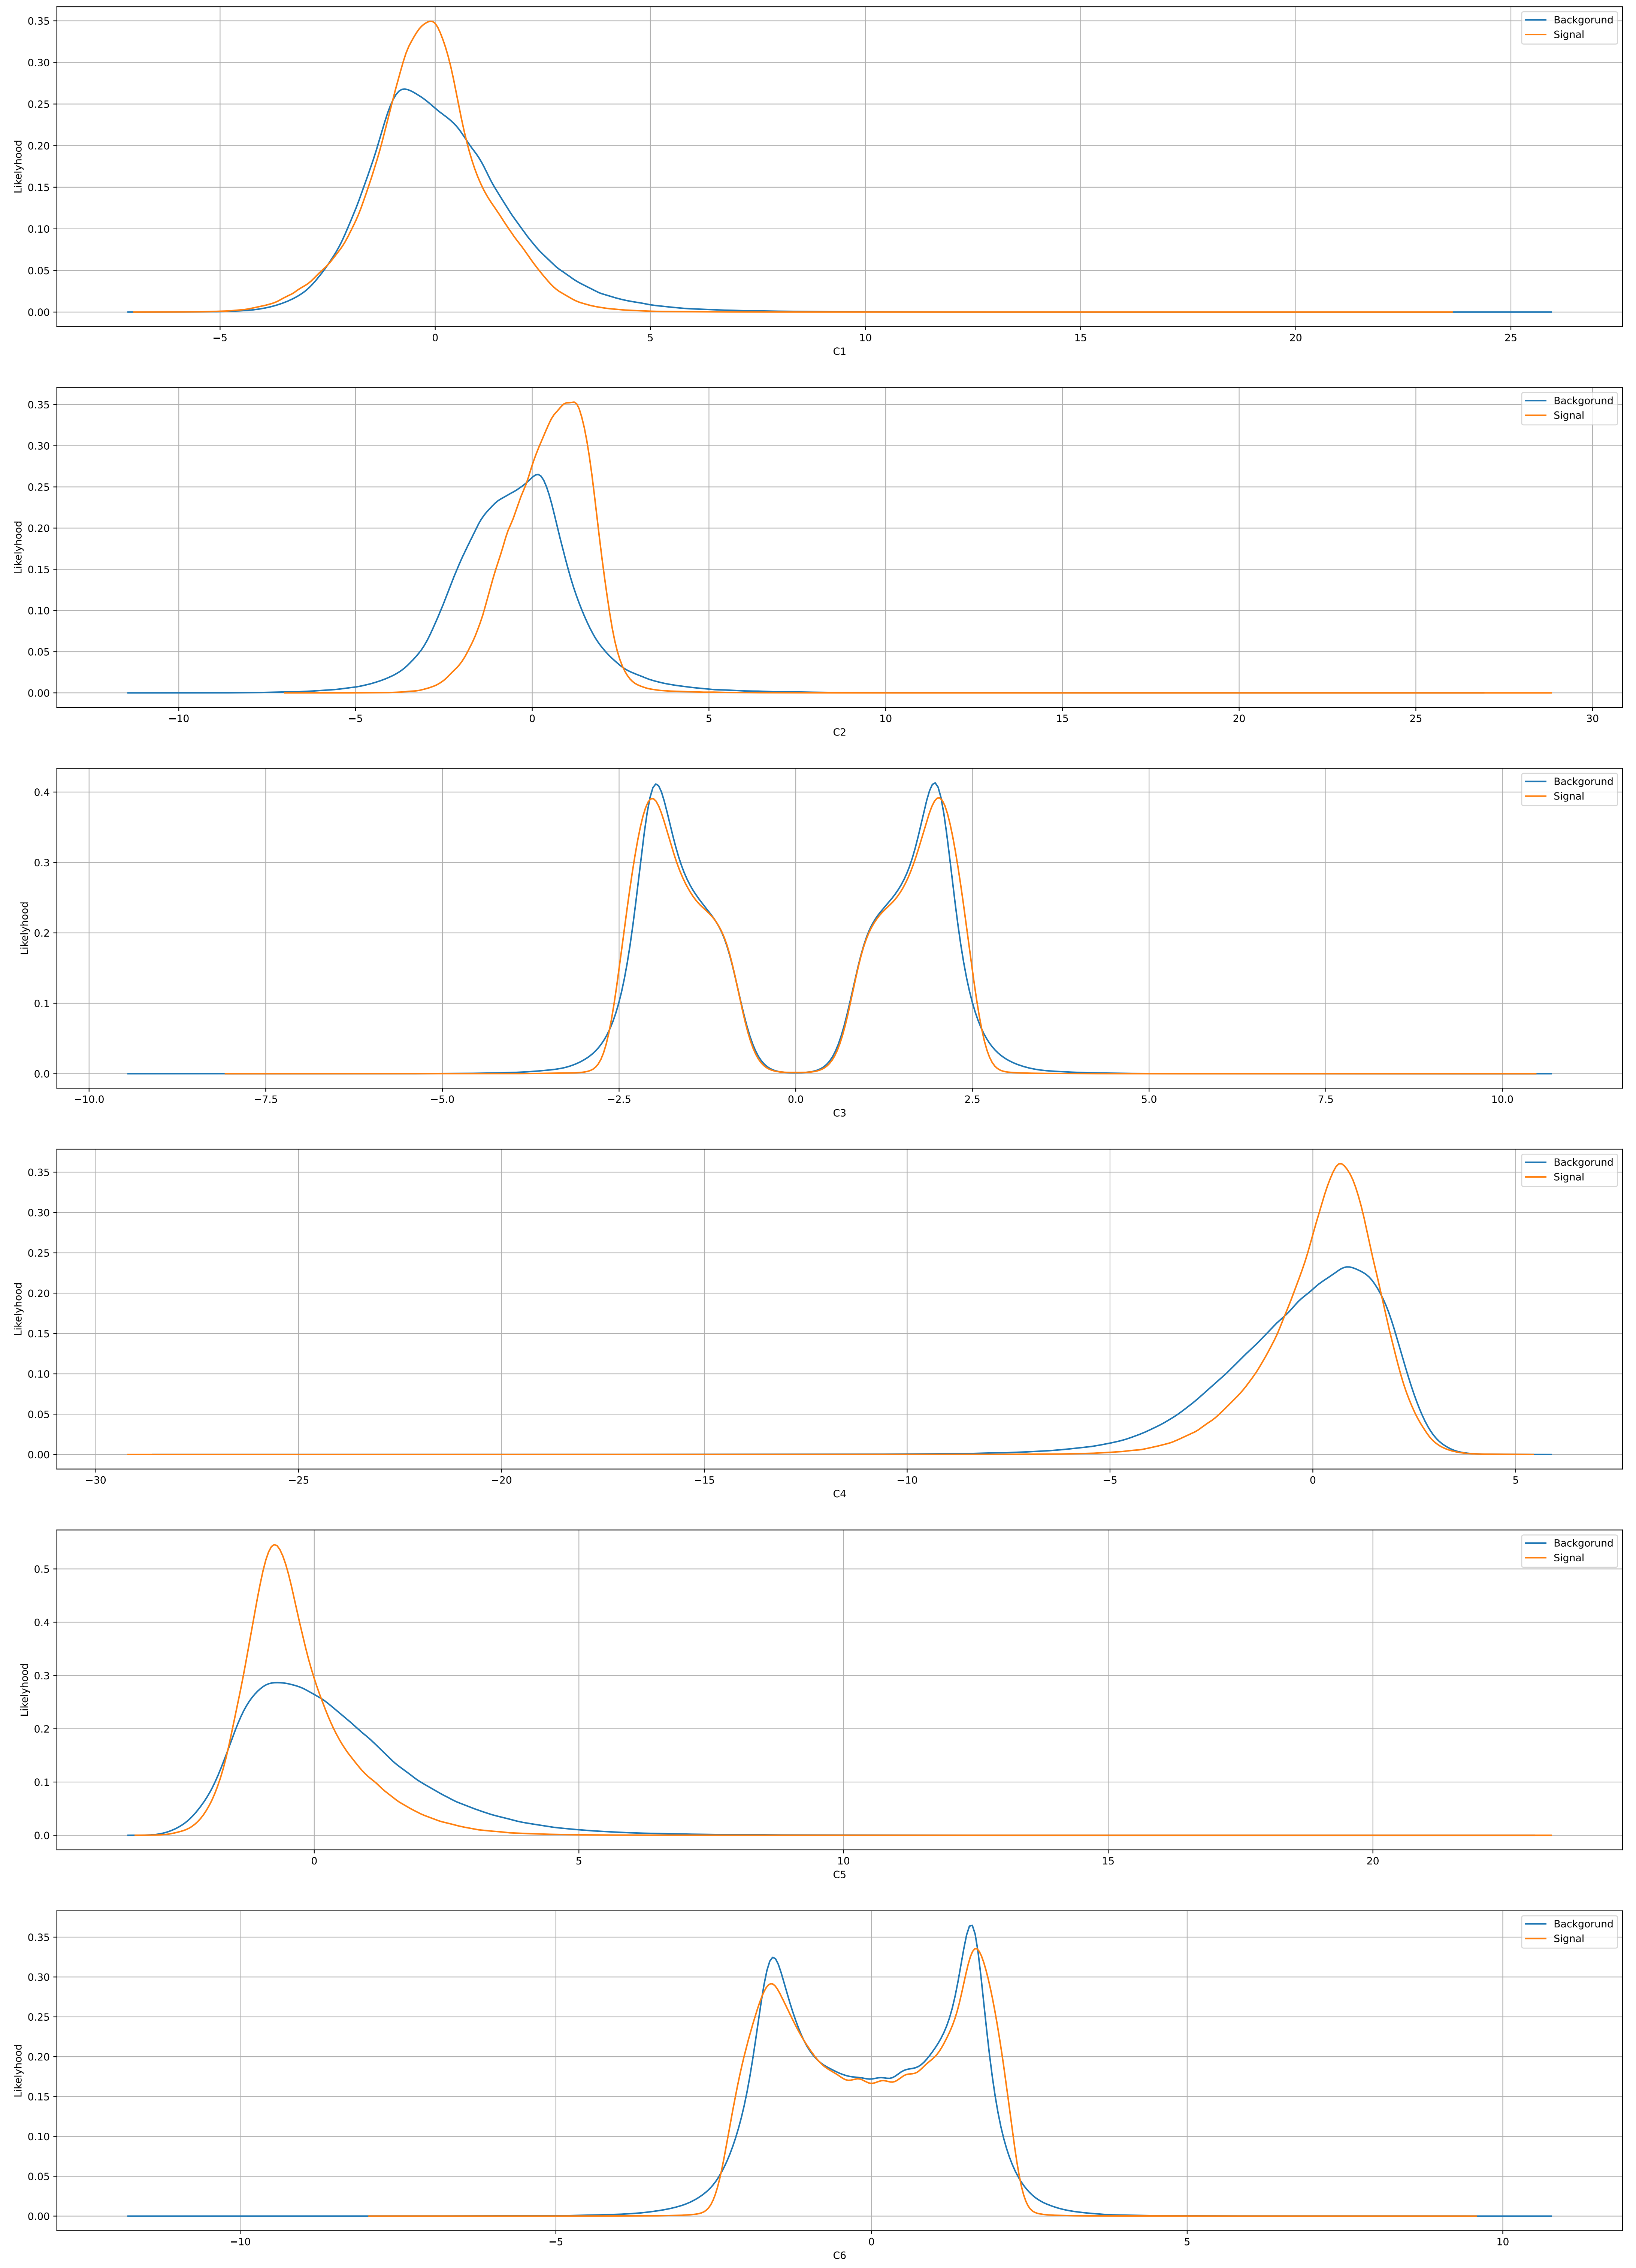 0.35
0.30
0.25
0.20
0.15
0.10
0.05
0.00
Likelyhood
Backgorund
Signal
−5 0 5 10 15 20 25
C1
0.35
0.30
0.25
0.20
0.15
0.10
0.05
0.00
Likelyhood
Backgorund
Signal
−10 −5 0 5 10 15 20 25 30
C2
0.4
0.3
0.2
0.1
0.0
Likelyhood
Backgorund
Signal
−10.0 −7.5 −5.0 −2.5 0.0 2.5 5.0 7.5 10.0
C3
0.35
0.30
0.25
0.20
0.15
0.10
0.05
0.00
Likelyhood
Backgorund
Signal
−30 −25 −20 −15 −10 −5 0 5
C4
0.5
0.4
0.3
0.2
0.1
0.0
Likelyhood
Backgorund
Signal
0 5 10 15 20
C5
0.35
0.30
0.25
0.20
0.15
0.10
0.05
0.00
Likelyhood
Backgorund
Signal
−10 −5 0 5 10
C6